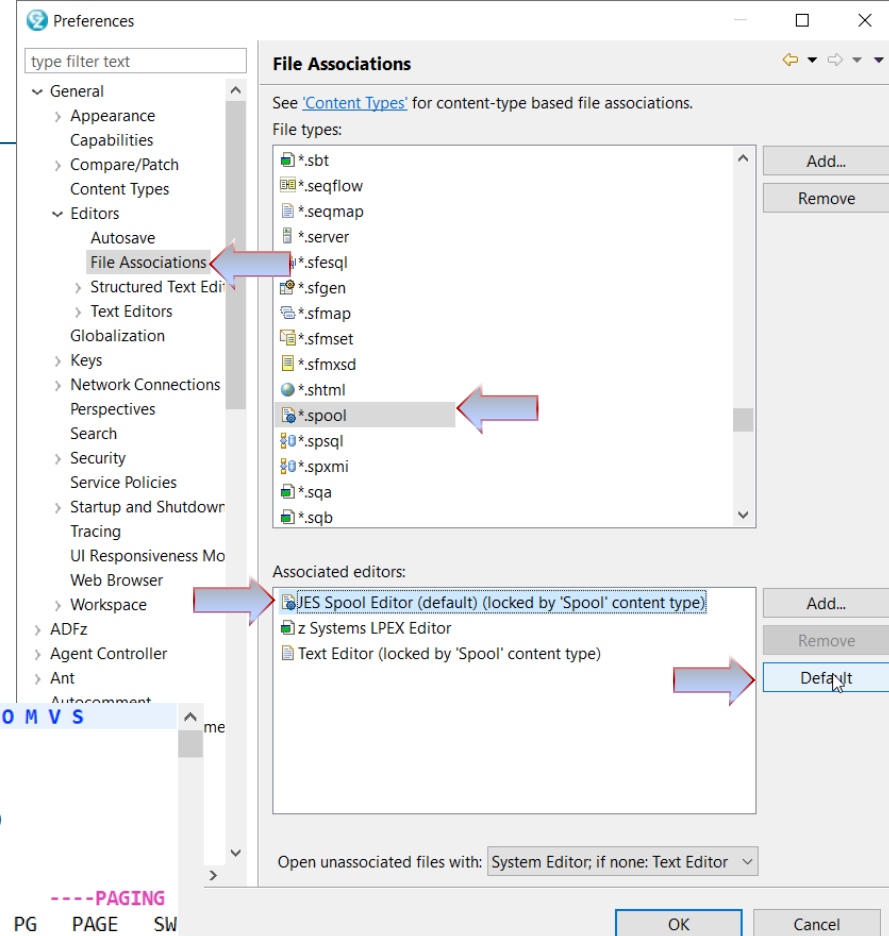 Preferences
type filter text
General
Appearance
Capabilities
Compare/Patch
Content Types
Editors
Autosave
File Associations
Structured Text Edi
Text Editors
Globalization
Keys
Network Connections
Perspectives
Search
Security
Service Policies
Startup and Shutdown
Tracing
UI Responsiveness Mo
Web Browser
Workspace
ADFz
Agent Controller
Ant
Autocomment
me
File Associations
See 'Content Types' for content-type based file associations.
File types:
*.sbt
*.seqflow
*.seqmap
*.server
*.sfesql
*.sfgen
*.sfmap
*.sfmset
*.sfmxsd
*.shtml
*.spool
*.spsql
*.spxmi
*.sqa
*.sqb
Add...
Remove
Associated editors:
JES Spool Editor (default) (locked by 'Spool' content type)
z Systems LPEX Editor
Text Editor (locked by 'Spool' content type)
Add...
Remove
Default
Open unassociated files with: System Editor; if none: Text Editor
OK Cancel
O M V S
----PAGING
PG PAGE SW